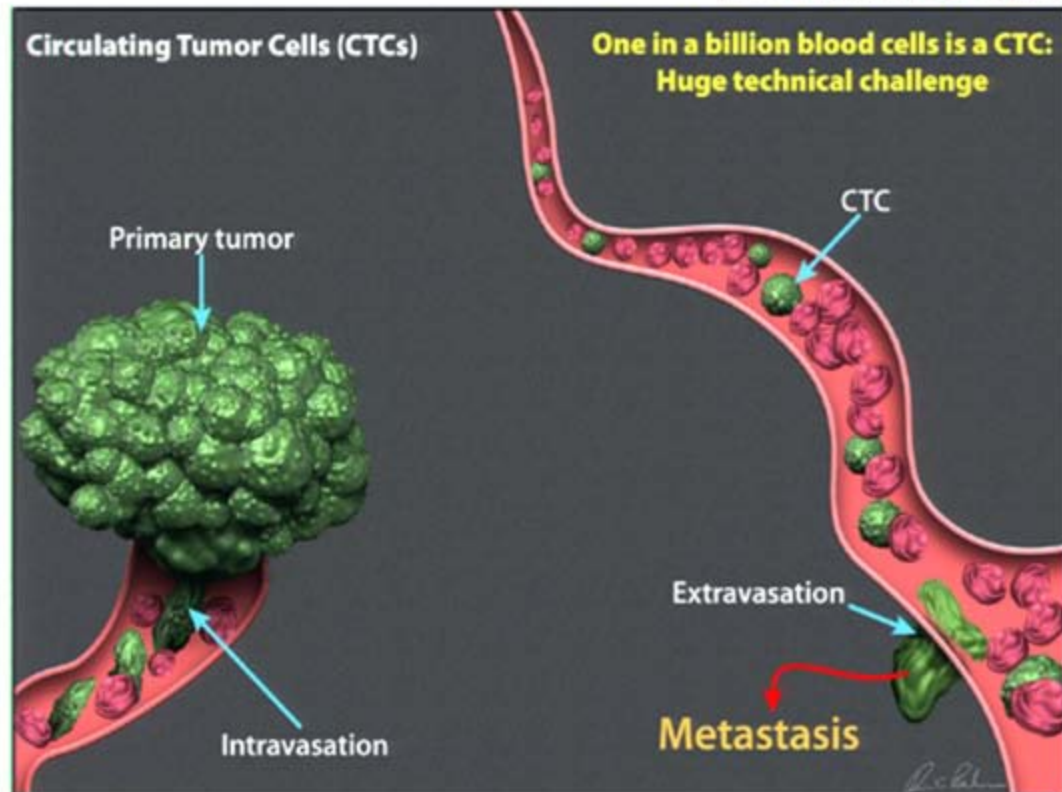 Circulating Tumor Cells (CTCs)
One in a billion blood cells is a CTC:
Huge technical challenge
CTC
Primary tumor
Extravasation
Metastasis
Intravasation